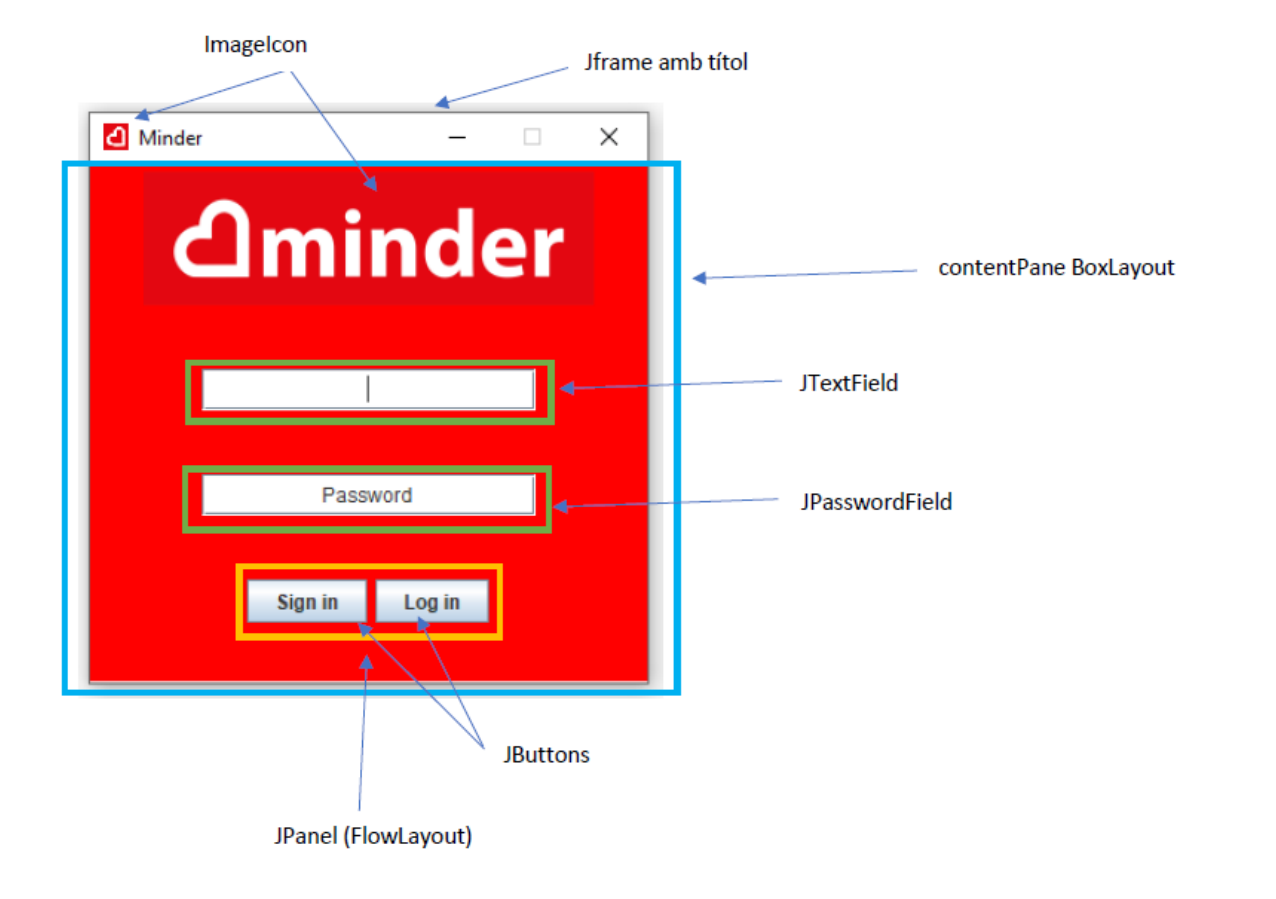 ImageIcon
Jframe amb títol
Minder
minder
contentPane BoxLayout
JTextField
Password
JPasswordField
Sign in
Log in
JButtons
JPanel (FlowLayout)